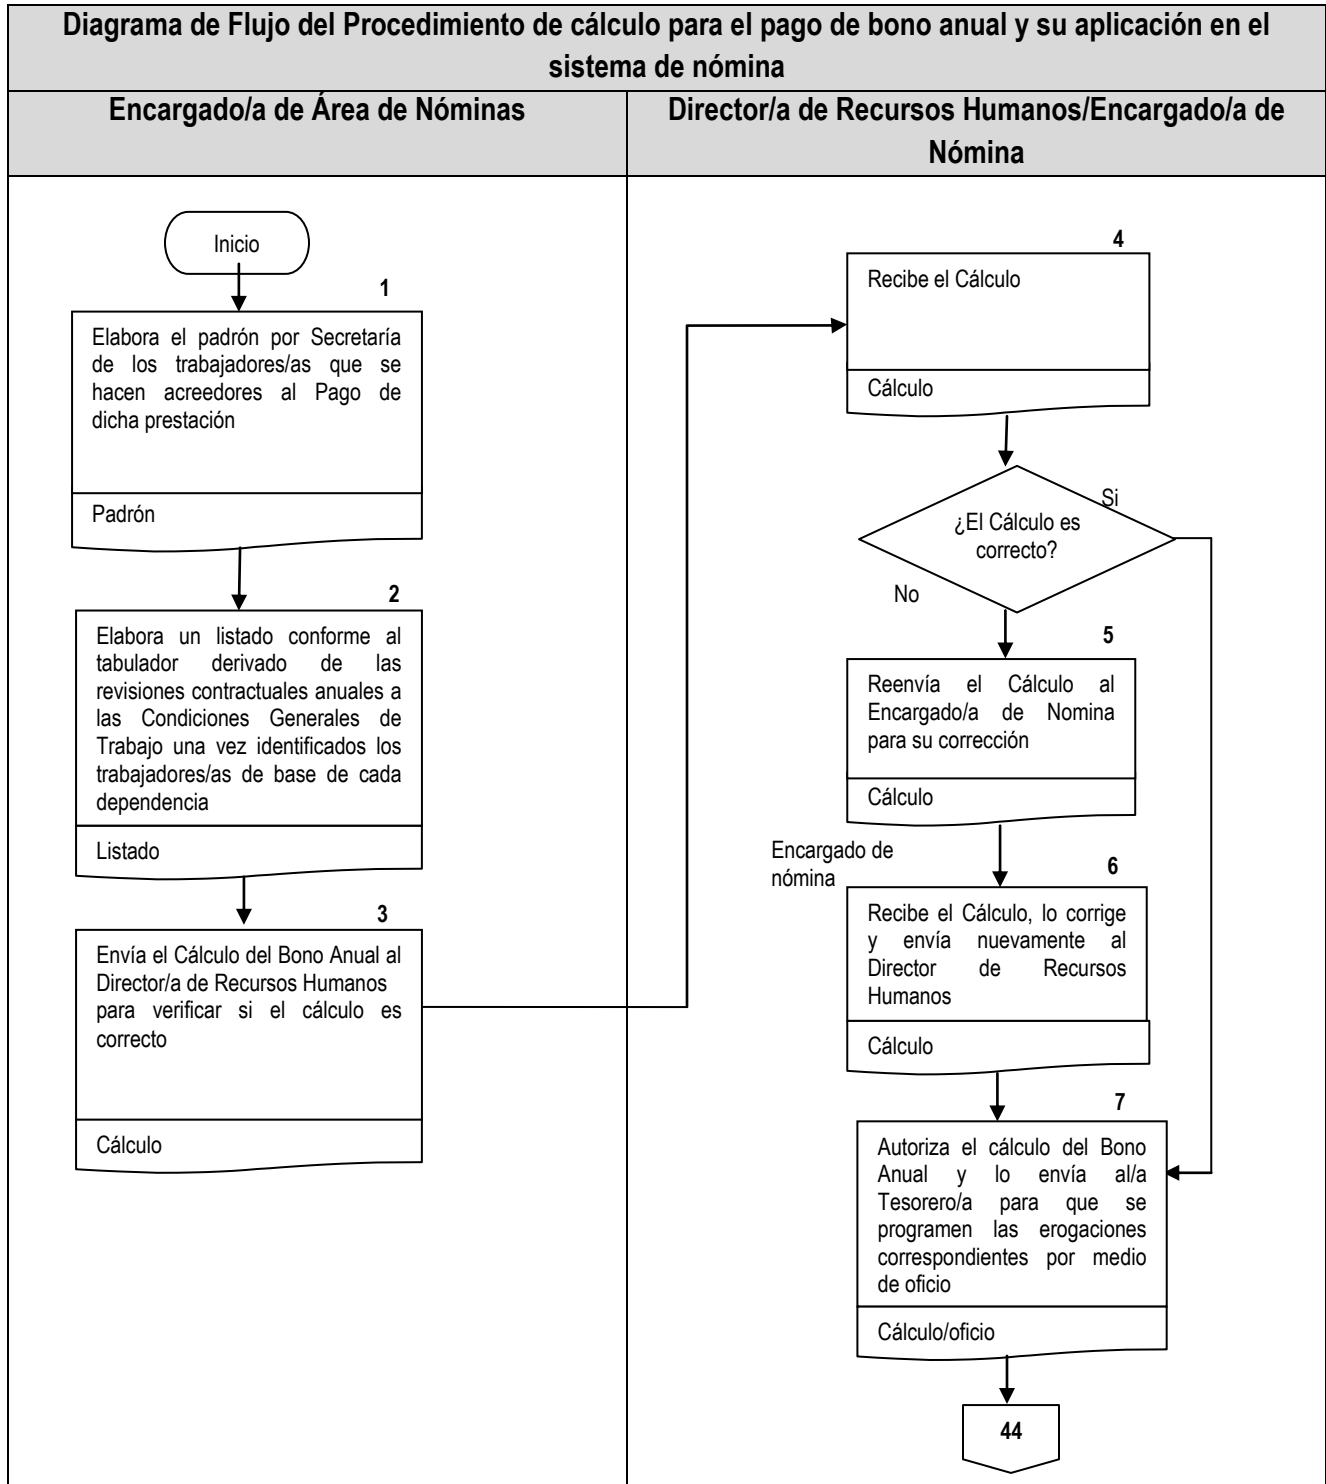 Diagrama de Flujo del Procedimiento de cálculo para el pago de bono anual y su aplicación en el
sistema de nómina
Encargado/a de Área de Nóminas
Director/a de Recursos Humanos/Encargado/a de
Nómina
Inicio
1
Elabora el padrón por Secretaría
de los trabajadores/as que se
hacen acreedores al Pago de
dicha prestación
Padrón
2
Elabora un listado conforme al
tabulador derivado de las
revisiones contractuales anuales a
las Condiciones Generales de
Trabajo una vez identificados los
trabajadores/as de base de cada
dependencia
Listado
3
Envía el Cálculo del Bono Anual al
Director/a de Recursos Humanos
para verificar si el cálculo es
correcto
Cálculo
4
Recibe el Cálculo
Cálculo
¿El Cálculo es
correcto?
Si
No
5
Reenvía el Cálculo al
Encargado/a de Nomina
para su corrección
Cálculo
Encargado de
nómina
6
Recibe el Cálculo, lo corrige
y envía nuevamente al
Director de Recursos
Humanos
Cálculo
7
Autoriza el cálculo del Bono
Anual y lo envía al/a
Tesorero/a para que se
programen las erogaciones
correspondientes por medio
de oficio
Cálculo/oficio
44